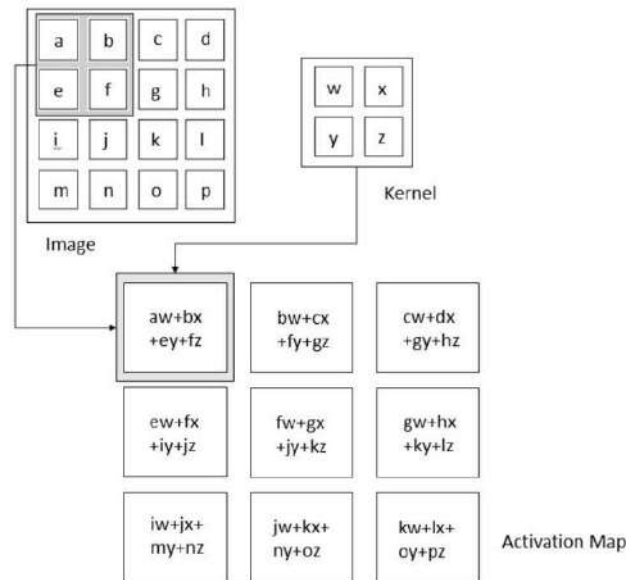 a b c d
e f g h
i j k l
m n o p
w x
y z
Kernel
Image
aw+bx
+ey+fz
bw+cx
+fy+gz
cw+dx
+gy+hz
ew+fx
+iy+jz
fw+gx
+jy+kz
gw+hx
+ky+lz
iw+jx+
my+nz
jw+kx+
ny+oz
kw+lx+
oy+pz
Activation Map